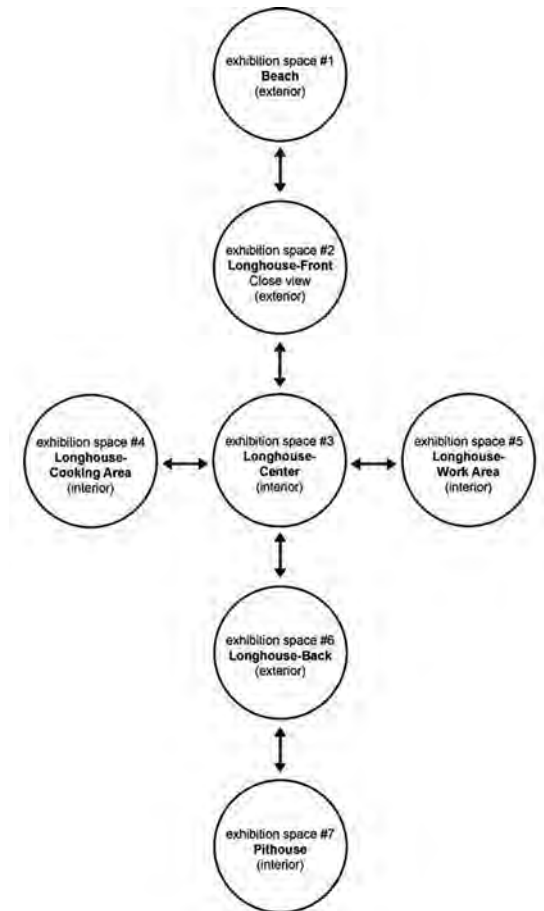 exhibition space #1
Beach
(exterior)
exhibition space #2
Longhouse-Front
Close view
(exterior)
exhibition space #4
Longhouse-
Cooking Area
(interior)
exhibition space #3
Longhouse-
Center
(interior)
exhibition space #5
Longhouse-
Work Area
(interior)
exhibition space #6
Longhouse-Back
(exterior)
exhibition space #7
Pithouse
(interior)